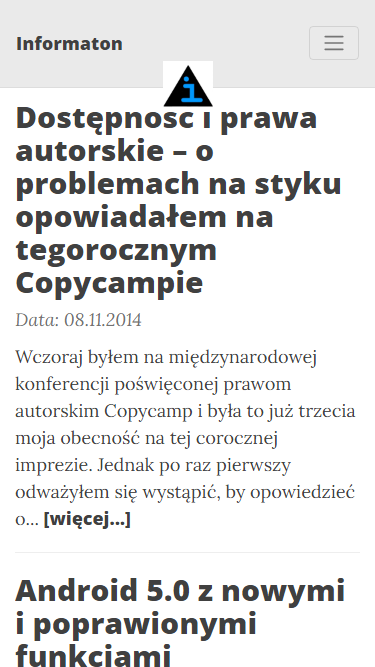 Informaton
Dostępność i prawa
autorskie – o
problemach na styku
opowiadałem na
tegorocznym
Copycampie
Data: 08.11.2014
Wczoraj byłem na międzynarodowej
konferencji poświęconej prawom
autorskim Copycamp i była to już trzecia
moja obecność na tej corocznej
imprezie. Jednak po raz pierwszy
odważyłem się wystąpić, by opowiedzieć
o... [więcej...]
Android 5.0 z nowymi
i poprawionymi
funkcjami